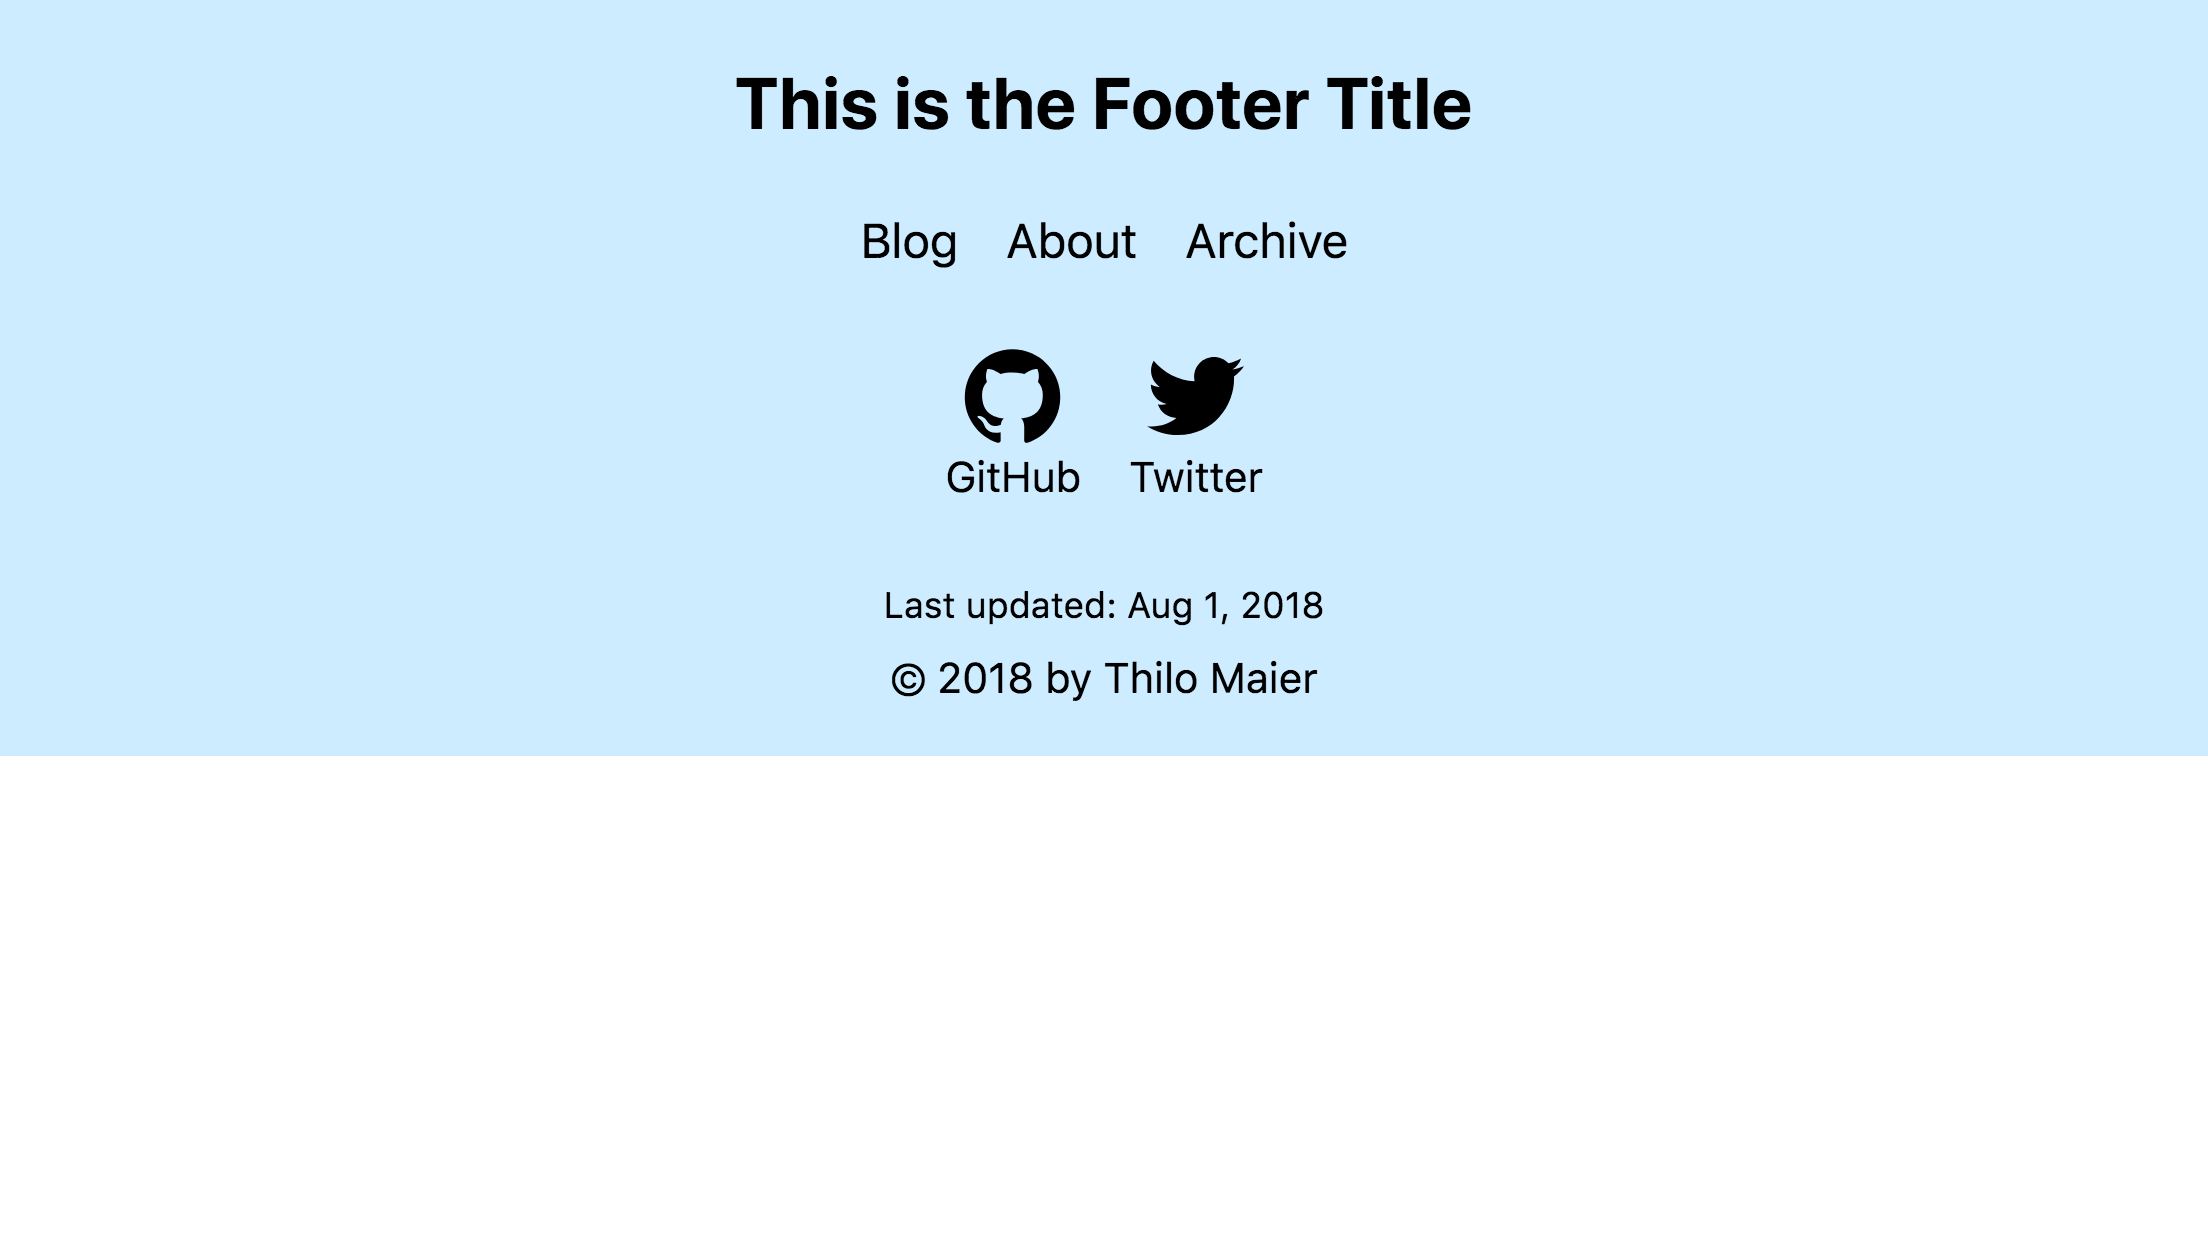 This is the Footer Title
Blog About Archive
GitHub Twitter
Last updated: Aug 1, 2018
© 2018 by Thilo Maier